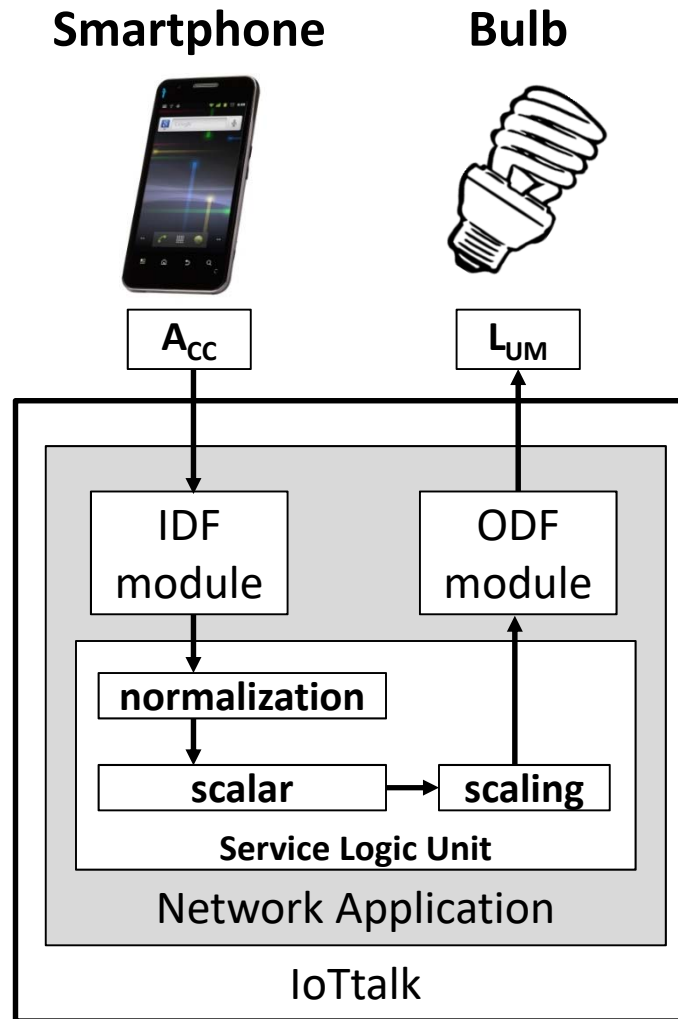 Smartphone
Bulb
A_CC
L_UM
IDF
module
ODF
module
normalization
scalar
scaling
Service Logic Unit
Network Application
IoTtalk